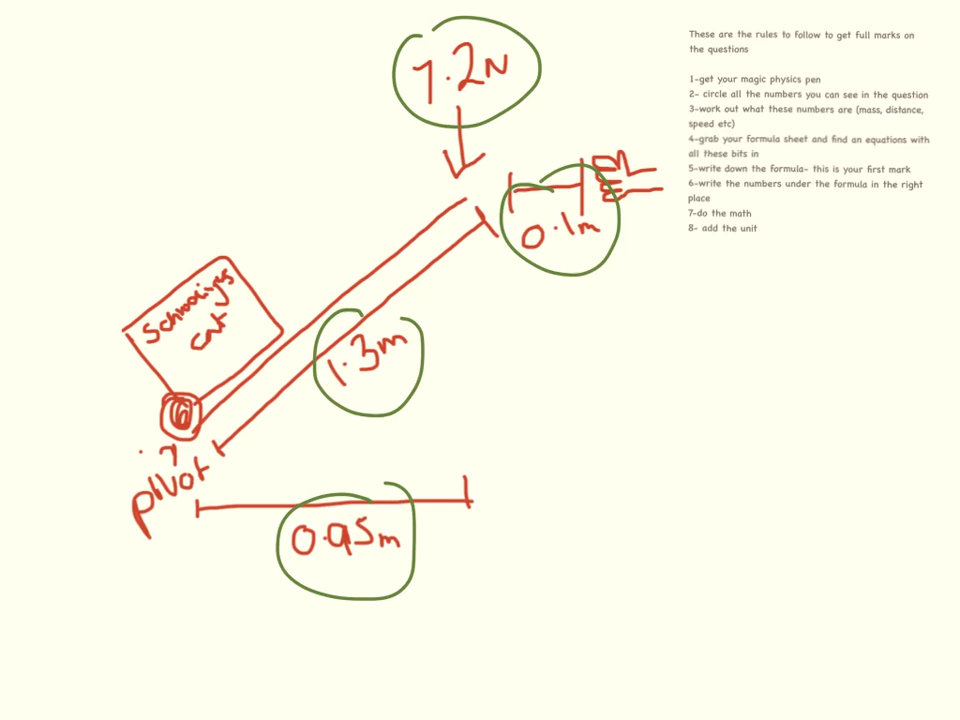 7.2N
These are the rules to follow to get full marks on
the questions
1-get your magic physics pen
2- circle all the numbers you can see in the question
3-work out what these numbers are (mass, distance,
speed etc)
4-grab your formula sheet and find an equations with
all these bits in
5-write down the formula- this is your first mark
6-write the numbers under the formula in the right
place
7-do the math
8- add the unit
0.1m
cat
1.3m
pivot
0.95m